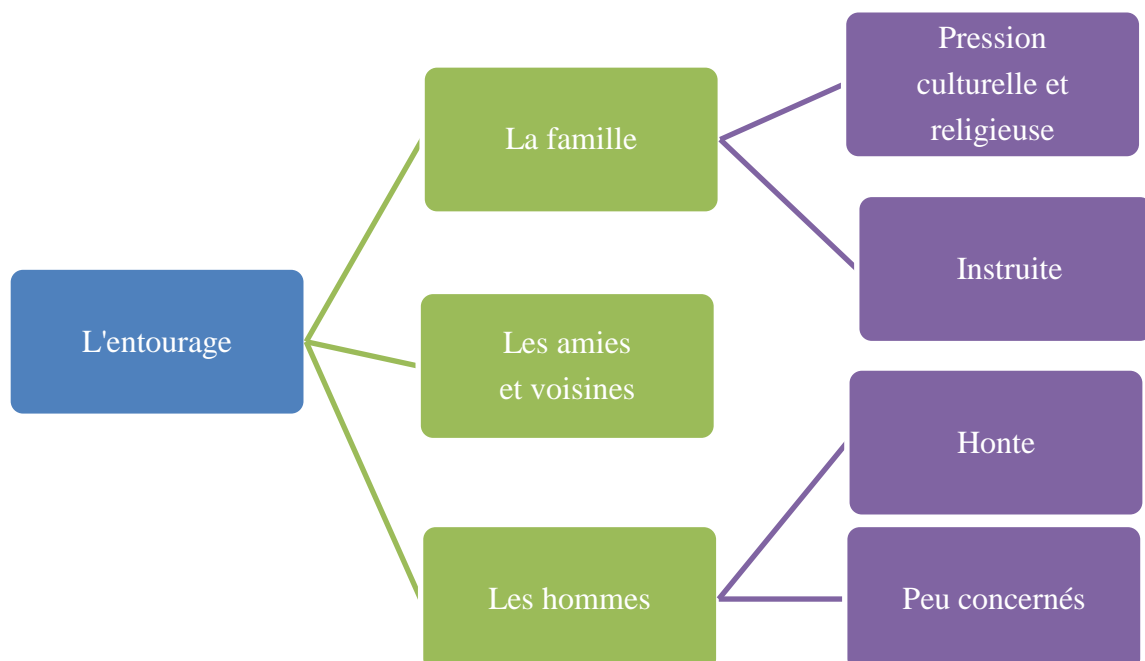 L'entourage
La famille
Pression
culturelle et
religieuse
Instruite
Les amies
et voisines
Les hommes
Honte
Peu concernés